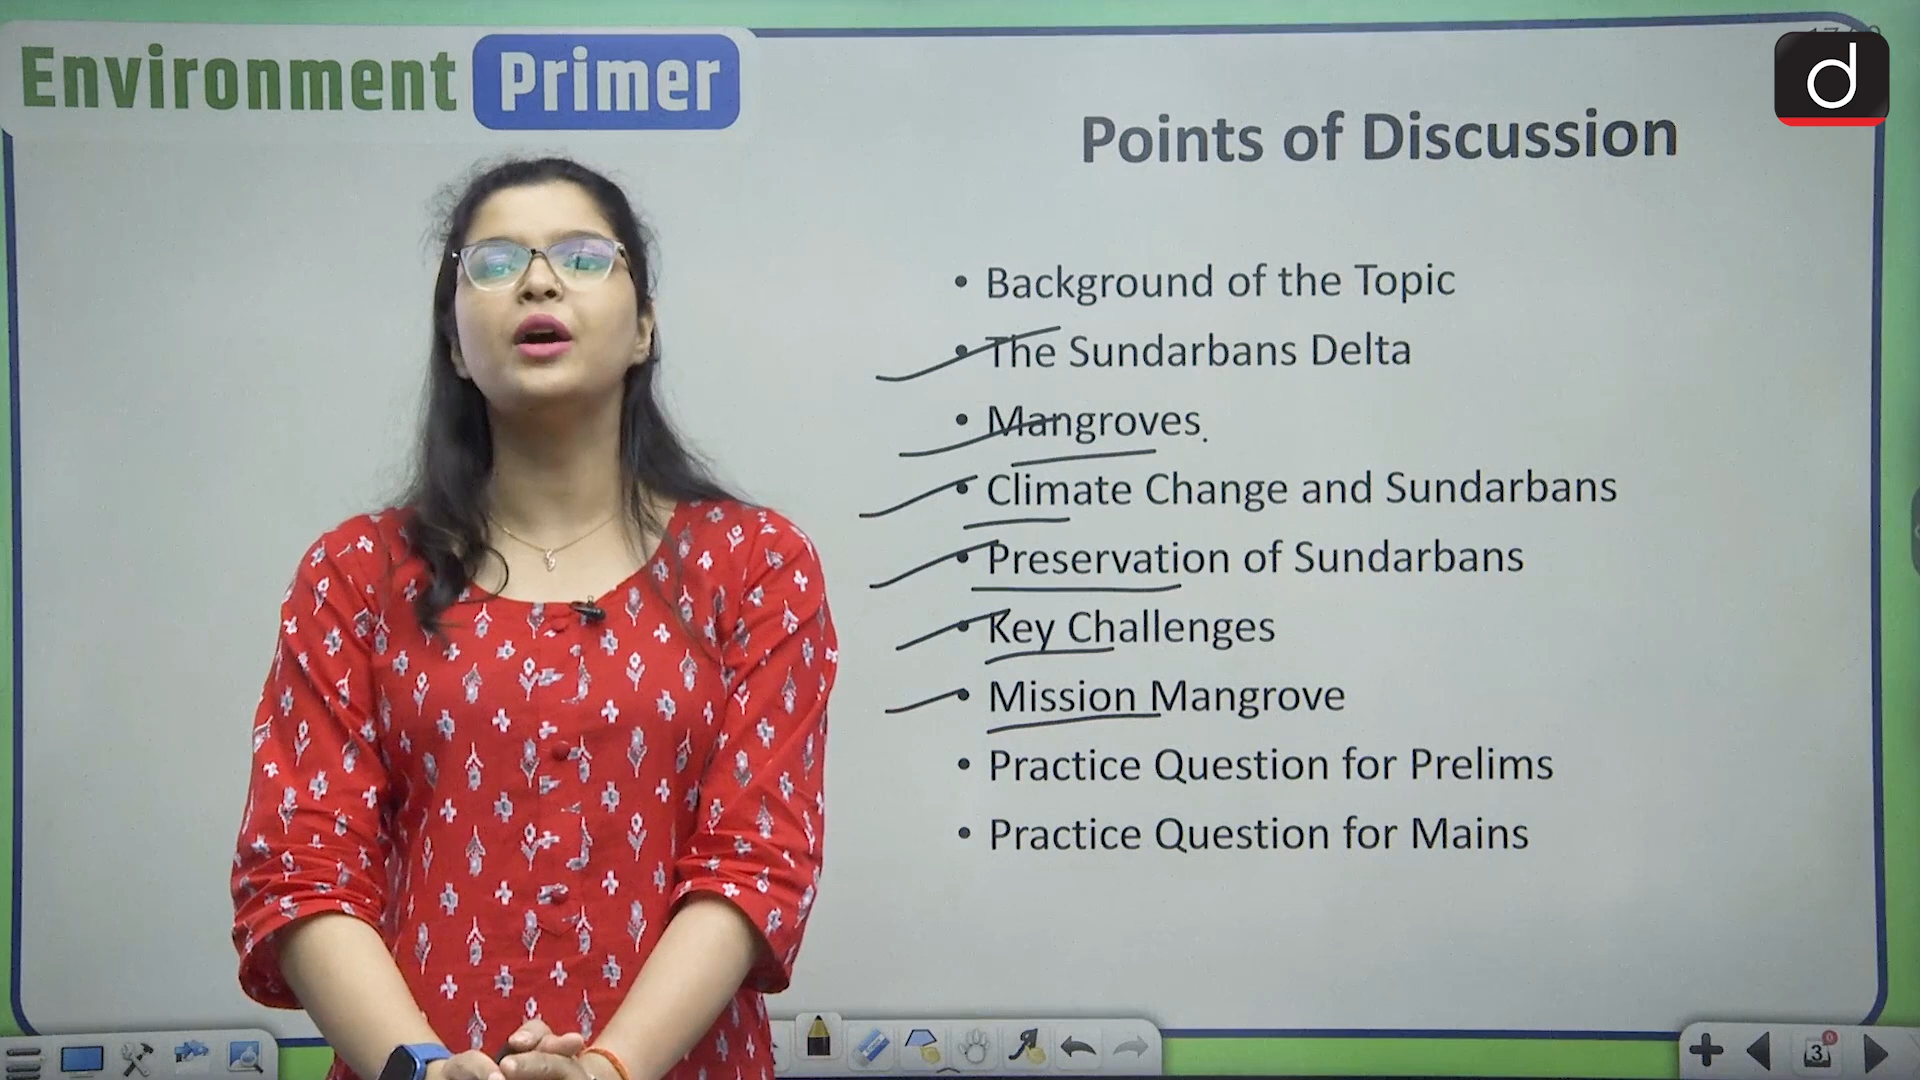 Environment Primer
d
Points of Discussion
• Background of the Topic
• The Sundarbans Delta
• Mangroves.
• Climate Change and Sundarbans
• Preservation of Sundarbans
• Key Challenges
• Mission Mangrove
• Practice Question for Prelims
• Practice Question for Mains
3